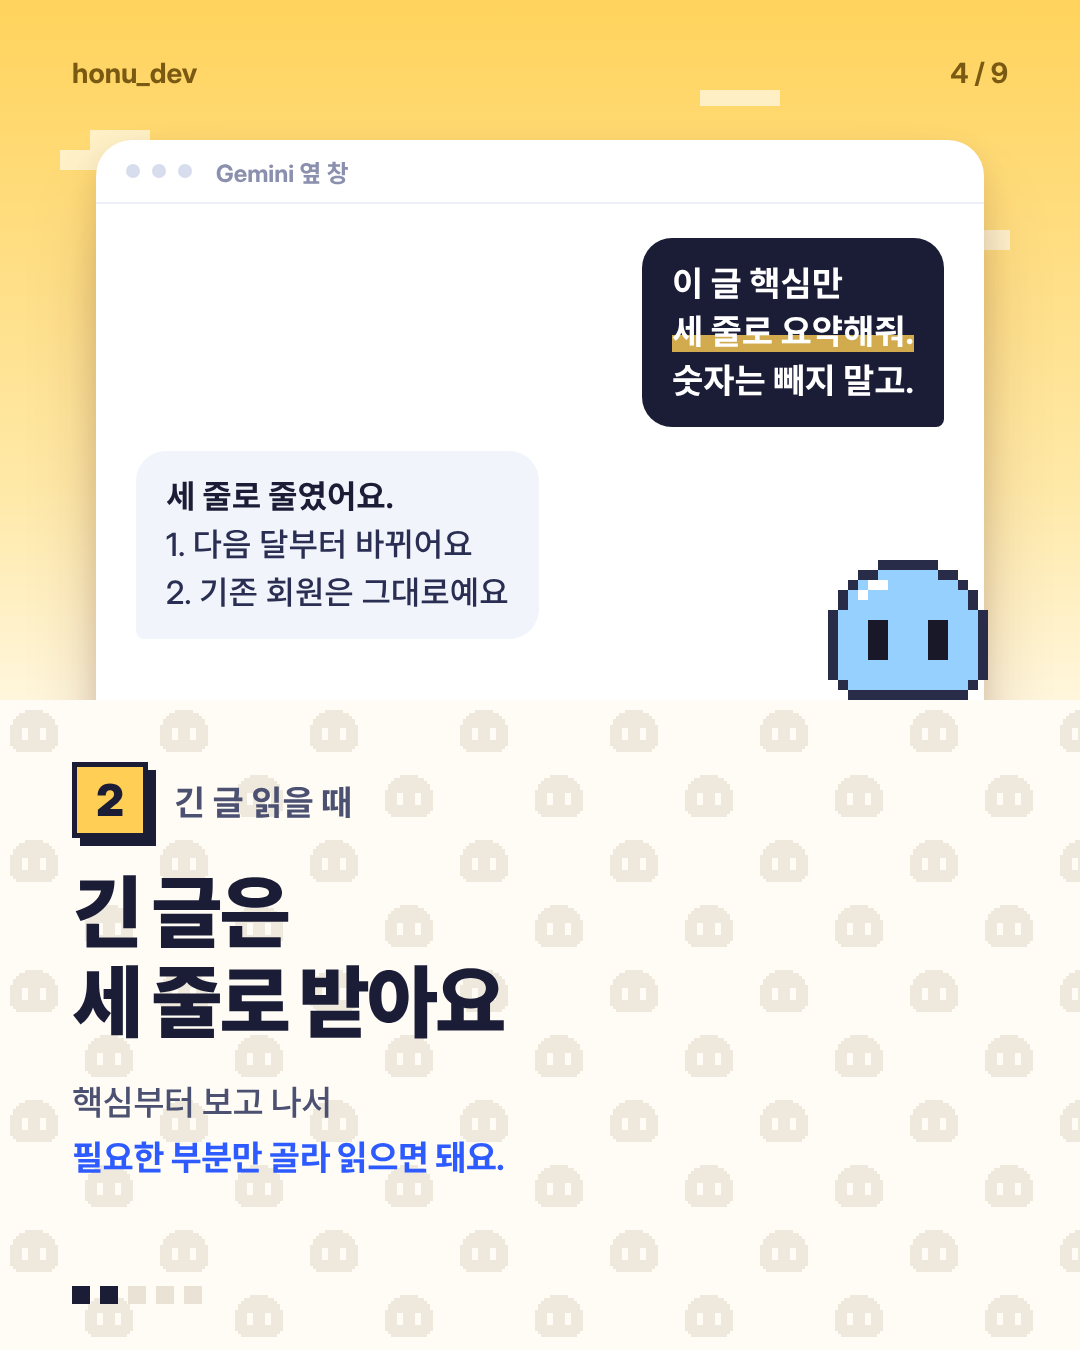 honu_dev
4 / 9
Gemini 옆 창
이 글 핵심만
세 줄로 요약해줘.
숫자는 빼지 말고.
세 줄로 줄였어요.
1. 다음 달부터 바뀌어요
2. 기존 회원은 그대로예요
2
긴 글 읽을 때
긴 글은
세 줄로 받아요
핵심부터 보고 나서
필요한 부분만 골라 읽으면 돼요.